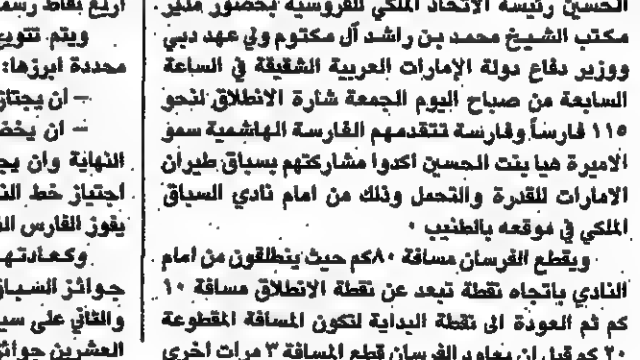 الحسين رئيسة الاتحاد الملكي للفروسية بحضور مدير
مكتب الشيخ محمد بن راشد آل مكتوم ولي عهد دبي
ووزير دفاع دولة الإمارات العربية الشقيقة في الساعة
السابعة من صباح اليوم الجمعة شارة الانطلاق لنحو
١١٥ فارساً وفارسة تتقدمهم الفارسة الهاشمية سمو
الاميرة هيا بنت الحسين اكدوا مشاركتهم بسباق طيران
الامارات للقدرة والتحمل وذلك من امام نادي السباق
الملكي في موقعه بالطنيب ٠
ويقطع الفرسان مسافة ٨٠كم حيث ينطلقون من امام
النادي باتجاه نقطة تبعد عن نقطة الانطلاق مسافة ١٠
كم ثم العودة الى نقطة البداية لتكون المسافة المقطوعة
٢٠ كم قبل ان يعاود الفرسان قطع المسافة ٣ مرات اخرى
اربع نقاط
ويتم تتويج
محددة ابرزها:
— ان يجتاز
— ان يخض
النهاية وان
اجتياز خط
يفوز الفارس
وكعادتها
جوائز السباق
والثاني على
العشرين جوائز